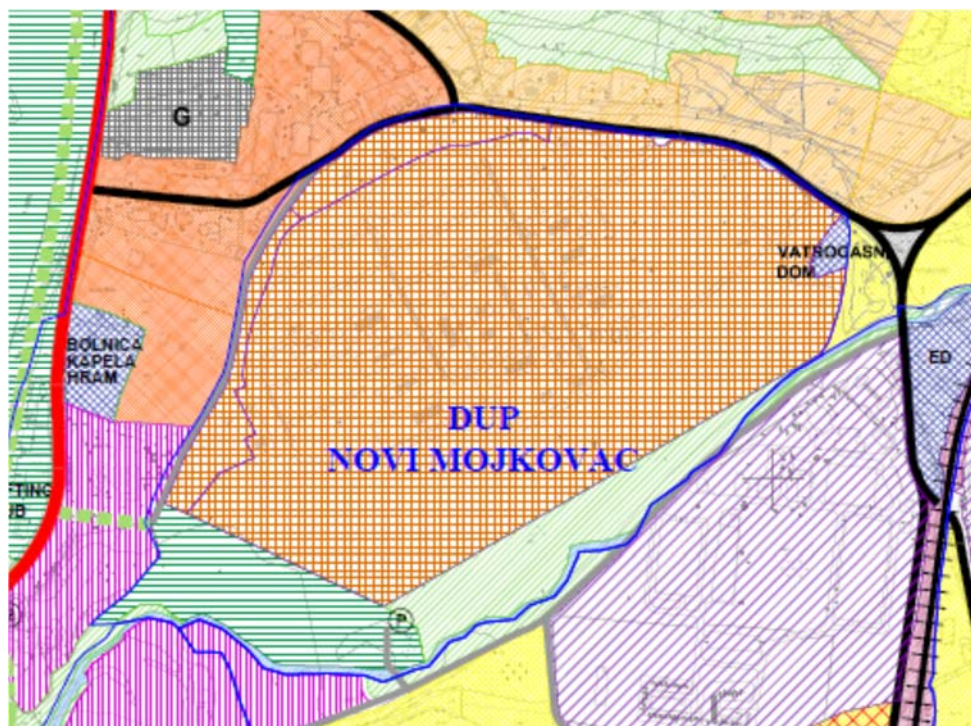 G
VATROGASNI
DOM
BOLNICA
KAPELA
HRAM
ED
DUP
NOVI MOJKOVAC
P